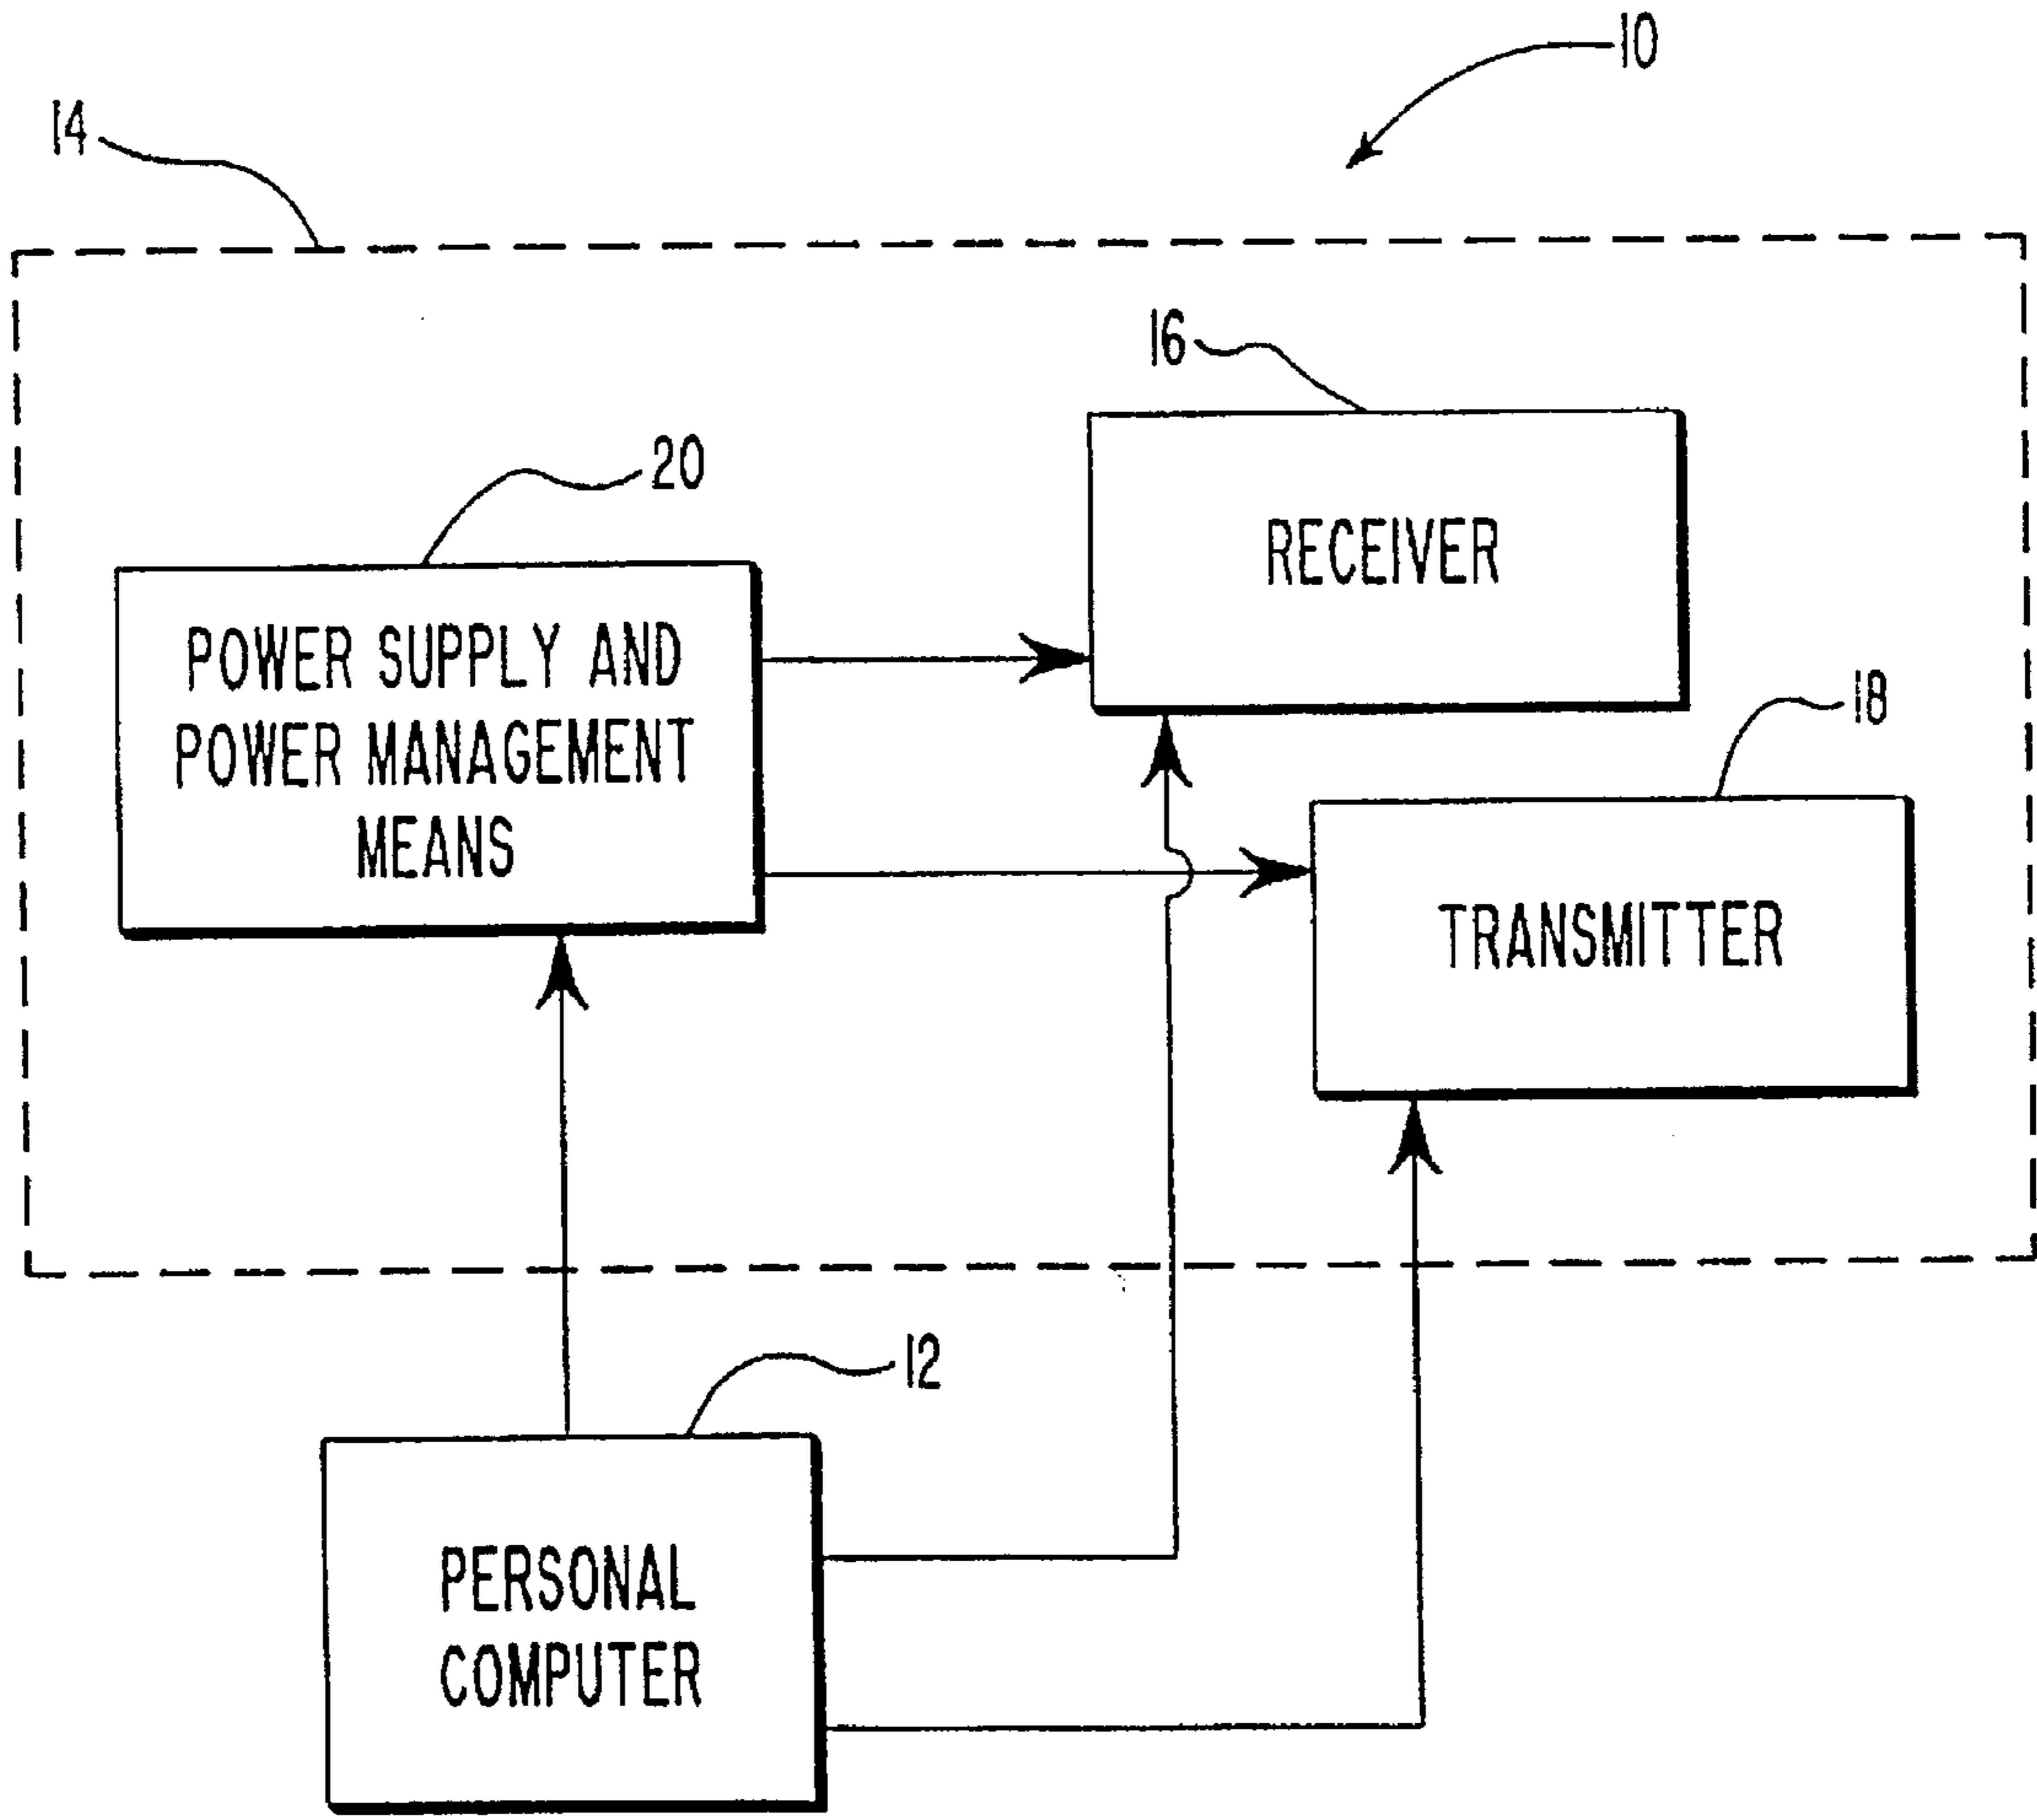 10
14
16
20
RECEIVER
POWER SUPPLY AND
POWER MANAGEMENT
MEANS
18
TRANSMITTER
12
PERSONAL
COMPUTER